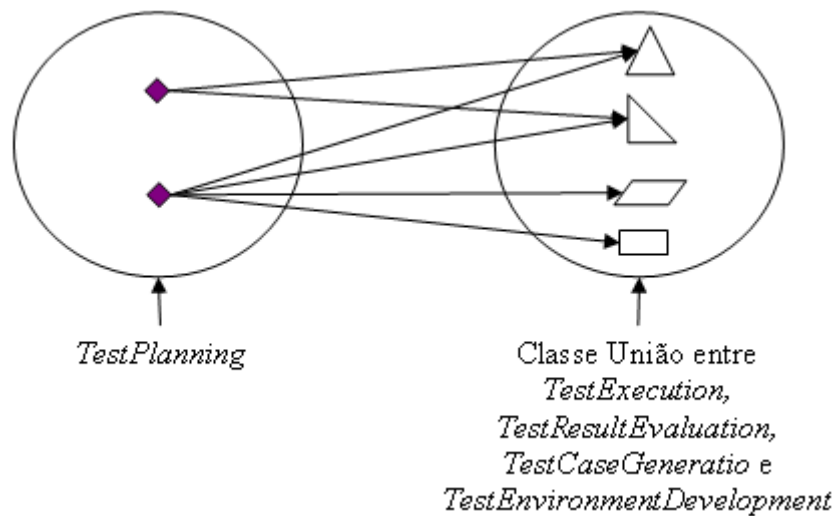 TestPlanning
Classe União entre
TestExecution,
TestResultEvaluation,
TestCaseGeneratio e
TestEnvironmentDevelopment